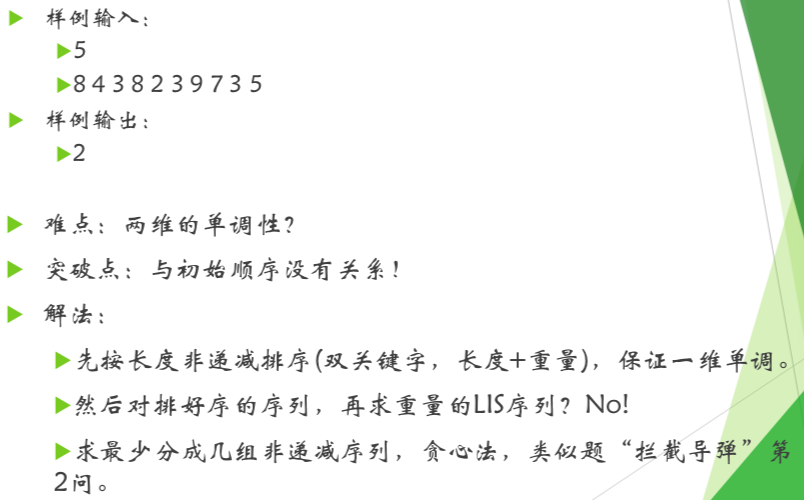 样例输入：
5
8 4 3 8 2 3 9 7 3 5
样例输出：
2
难点：两维的单调性？
突破点：与初始顺序没有关系！
解法：
先按长度非递减排序(双关键字，长度+重量)，保证一维单调。
然后对排好序的序列，再求重量的LIS序列？No!
求最少分成几组非递减序列，贪心法，类似题“拦截导弹”第
2问。